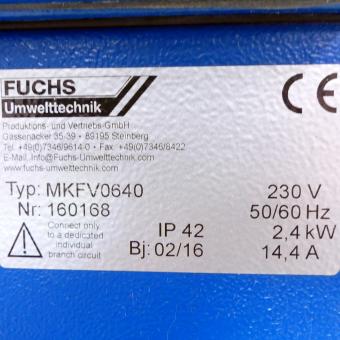 FUCHS
Umwelttechnik
CE
Produktions- und Vertriebs-GmbH
Gassenäcker 35-39 • 89195 Steinberg
Tel. +49(0)7346/9614-0 • Fax. +49(0)7346/8422
E-Mail. Info@Fuchs-Umwelttechnik.com
www.fuchs-umwelttechnik.com
Typ: MKFV0640 230 V
Nr: 160168 50/60 Hz
Connect only to a dedicated individual branch circuit
IP 42 2,4 kW
Bj: 02/16 14,4 A